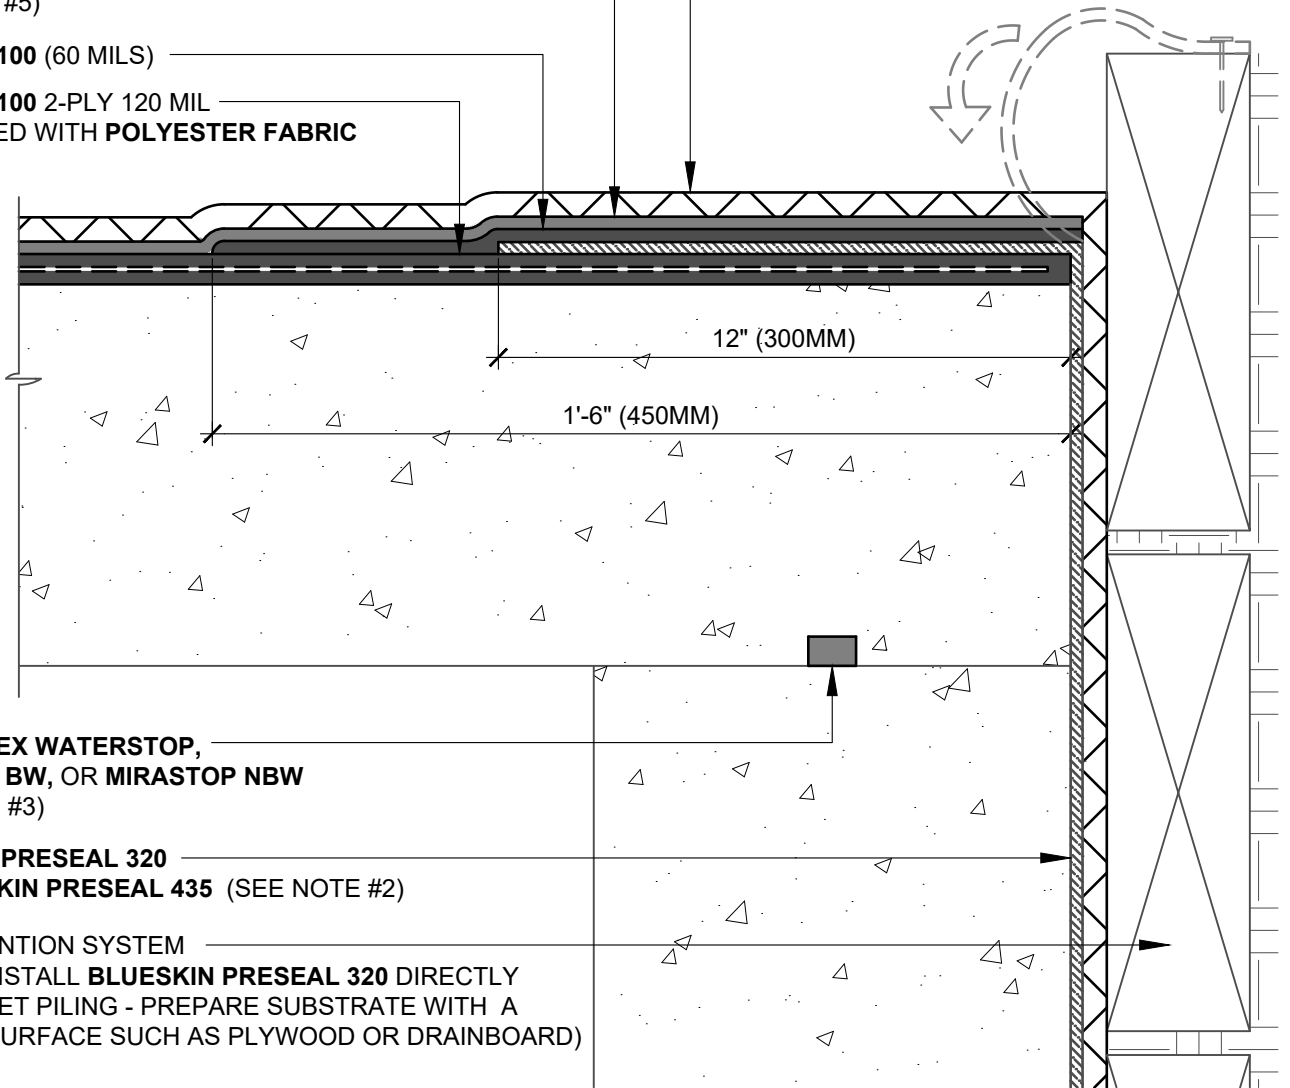 #5)
100 (60 MILS)
100 2-PLY 120 MIL
ED WITH POLYESTER FABRIC
12" (300MM)
1'-6" (450MM)
EX WATERSTOP,
BW, OR MIRASTOP NBW
#3)
PRESEAL 320
KIN PRESEAL 435 (SEE NOTE #2)
NTION SYSTEM
NSTALL BLUESKIN PRESEAL 320 DIRECTLY
ET PILING - PREPARE SUBSTRATE WITH A
URFACE SUCH AS PLYWOOD OR DRAINBOARD)